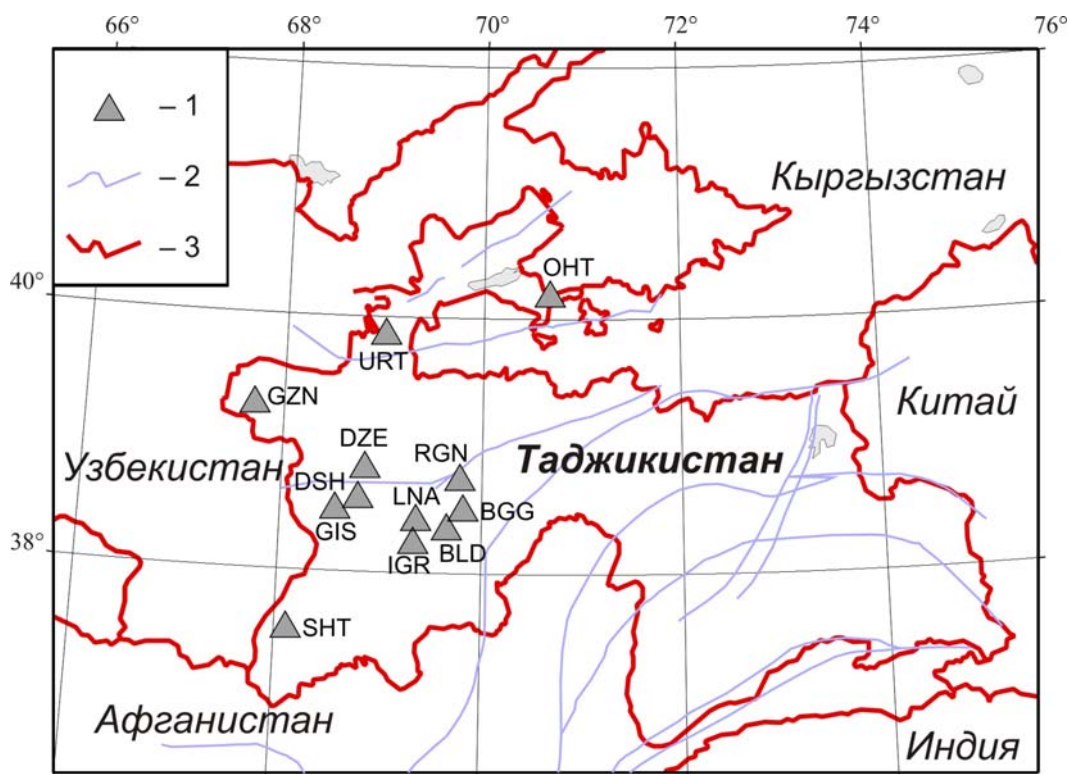 66° 68° 70° 72° 74° 76°
– 1
– 2
– 3
Кыргызстан
40°
OHT
URT
GZN
Китай
DZE
RGN
Таджикистан
Узбекистан
DSH
LNA
BGG
GIS
BLD
38°
IGR
SHT
Афганистан
Индия